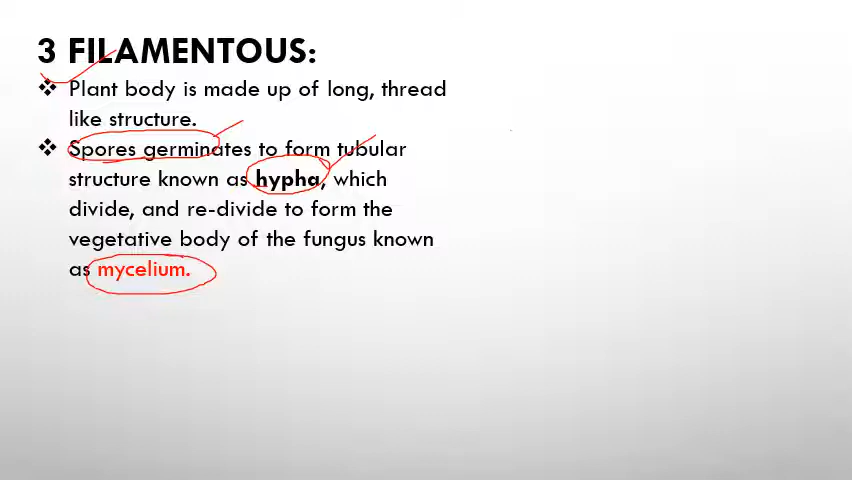 3 FILAMENTOUS:
❖ Plant body is made up of long, thread
like structure.
❖ Spores germinates to form tubular
structure known as hypha, which
divide, and re-divide to form the
vegetative body of the fungus known
as mycelium.